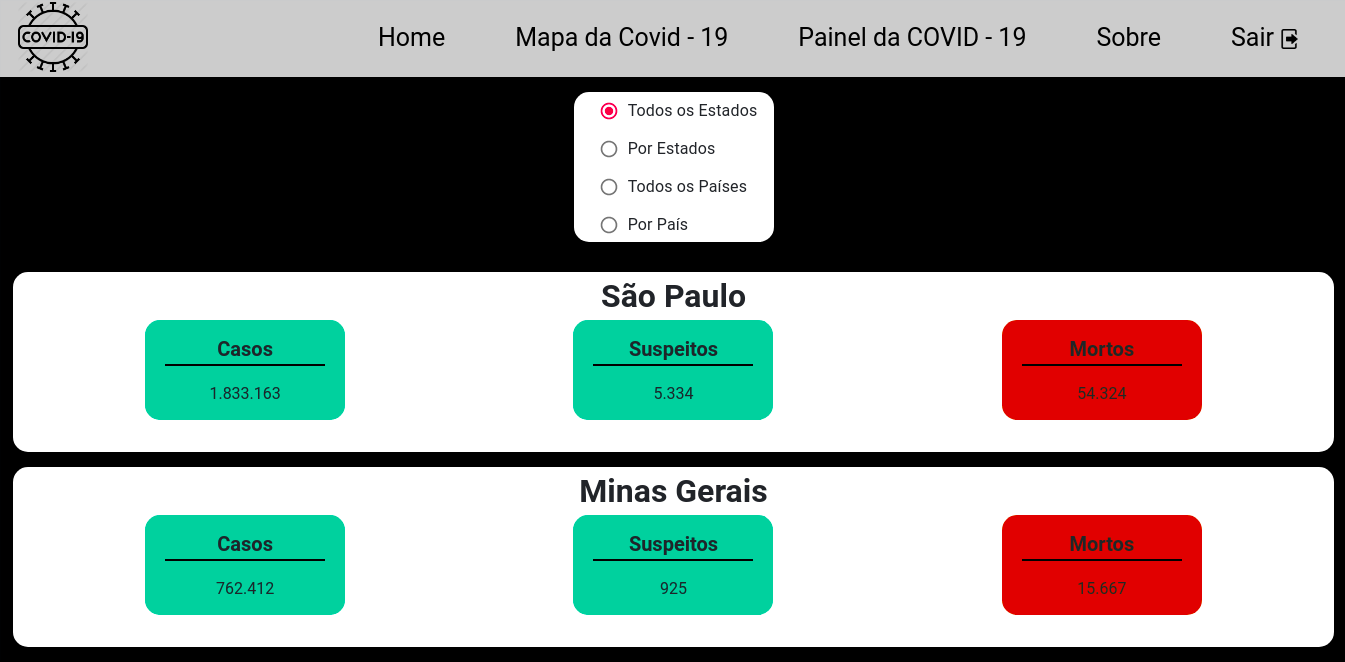 COVID-19
Home Mapa da Covid - 19 Painel da COVID - 19 Sobre Sair
Todos os Estados
Por Estados
Todos os Países
Por País
São Paulo
Casos Suspeitos Mortos
1.833.163 5.334 54.324
Minas Gerais
Casos Suspeitos Mortos
762.412 925 15.667